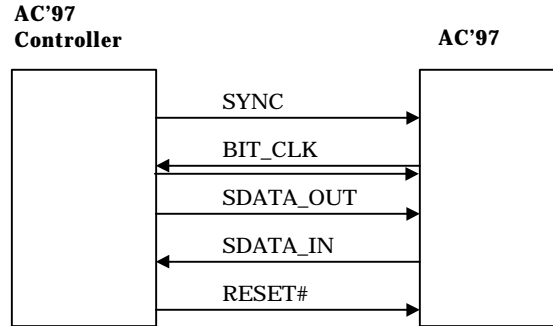 AC’97
Controller
AC’97
SYNC
BIT_CLK
SDATA_OUT
SDATA_IN
RESET#